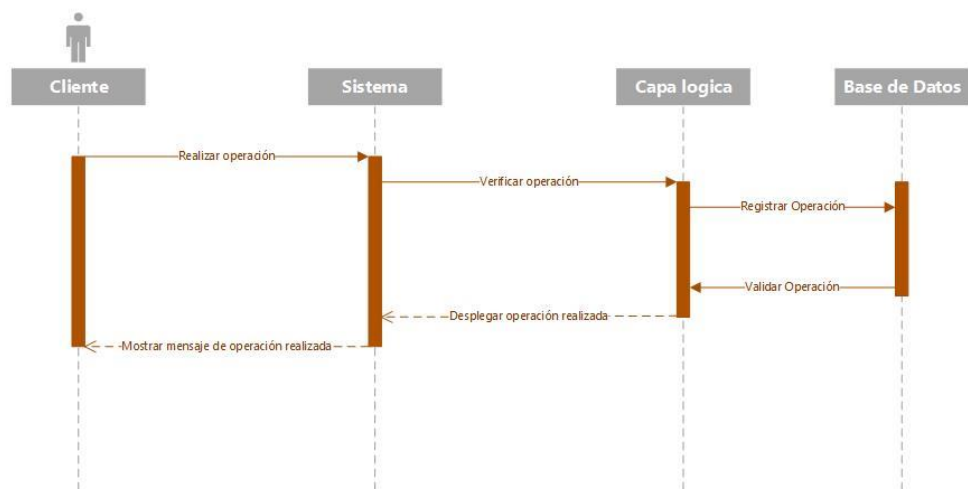 Cliente
Sistema
Capa logica
Base de Datos
Realizar operación
Verificar operación
Registrar Operación
Validar Operación
Desplegar operación realizada
Mostrar mensaje de operación realizada